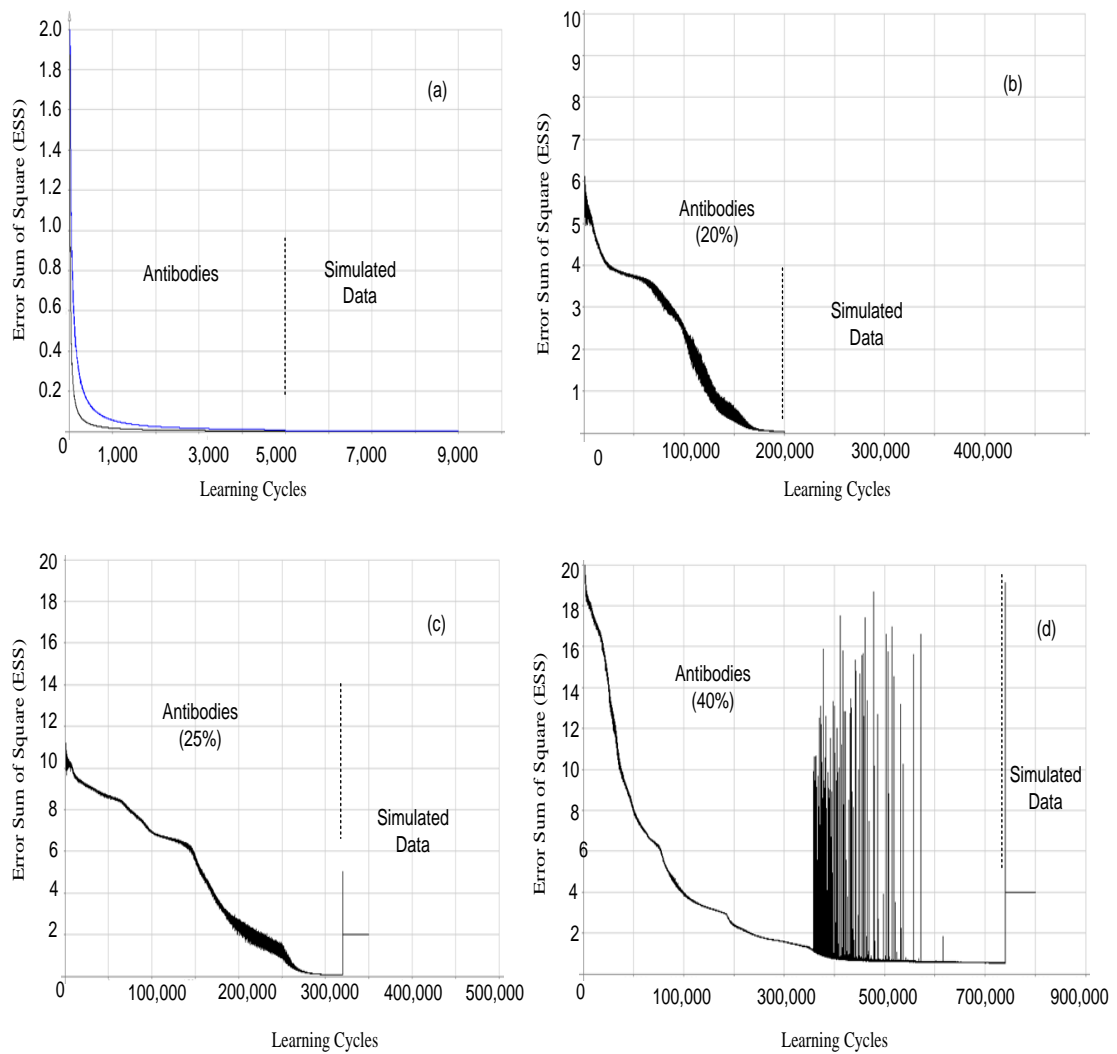 2.0
1.8
1.6
1.4
1.2
1.0
0.8
0.6
0.4
0.2
0
1,000
3,000
5,000
7,000
9,000
Error Sum of Square (ESS)
Learning Cycles
(a)
Antibodies
Simulated
Data
10
9
8
7
6
5
4
3
2
1
0
100,000
200,000
300,000
400,000
Error Sum of Square (ESS)
Learning Cycles
(b)
Antibodies
(20%)
Simulated
Data
20
18
16
14
12
10
8
6
4
2
0
100,000
200,000
300,000
400,000
500,000
Error Sum of Square (ESS)
Learning Cycles
(c)
Antibodies
(25%)
Simulated
Data
20
18
16
14
12
10
8
6
4
2
0
100,000
300,000
500,000
700,000
900,000
Error Sum of Square (ESS)
Learning Cycles
(d)
Antibodies
(40%)
Simulated
Data